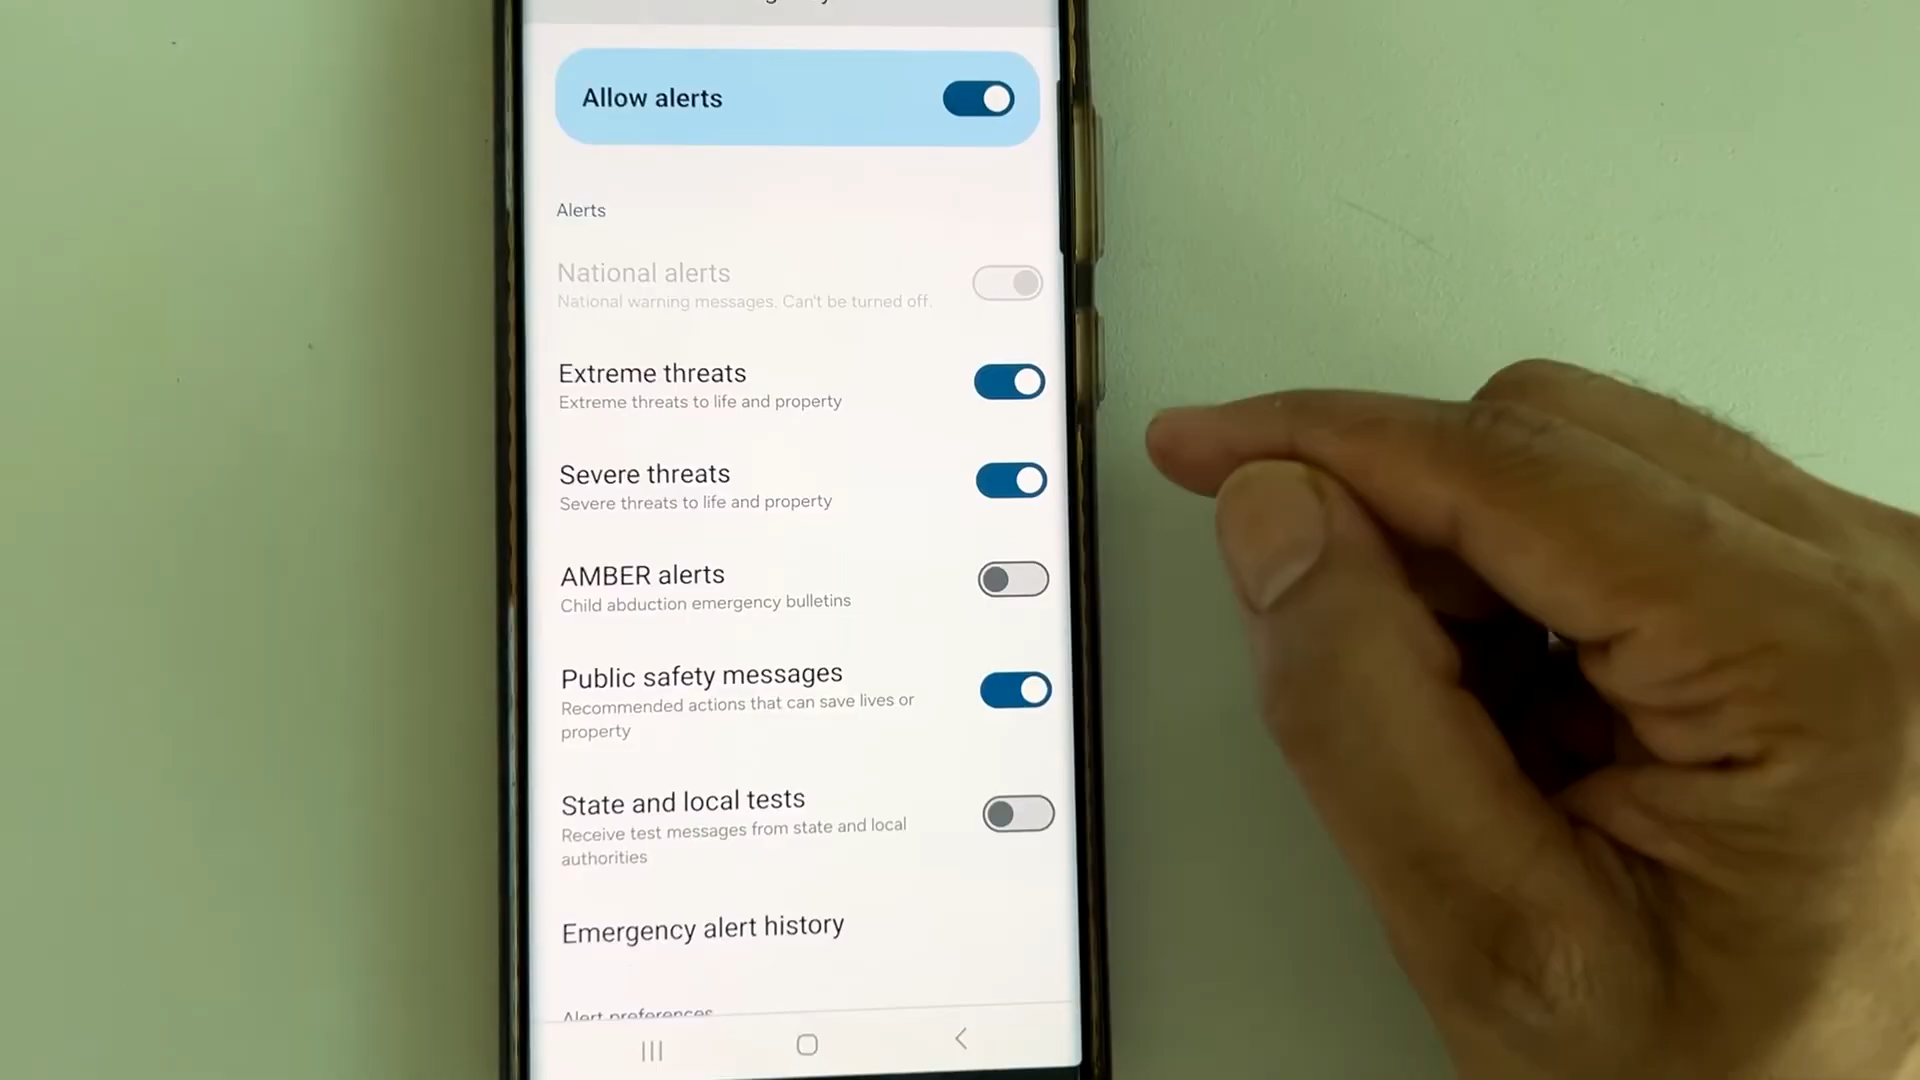 Allow alerts
Alerts
National alerts
National warning messages. Can't be turned off.
Extreme threats
Extreme threats to life and property
Severe threats
Severe threats to life and property
AMBER alerts
Child abduction emergency bulletins
Public safety messages
Recommended actions that can save lives or
property
State and local tests
Receive test messages from state and local
authorities
Emergency alert history
Alert preferences